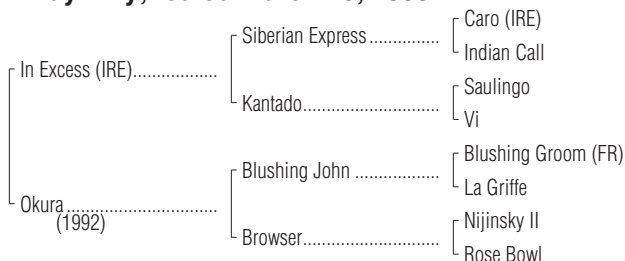 Caro (IRE)
Siberian Express...............
Indian Call
In Excess (IRE).................
Saulingo
Kantado...........................
Vi
Blushing Groom (FR)
Blushing John .................
La Griffe
Okura..............................
(1992)
Nijinsky II
Browser...........................
Rose Bowl